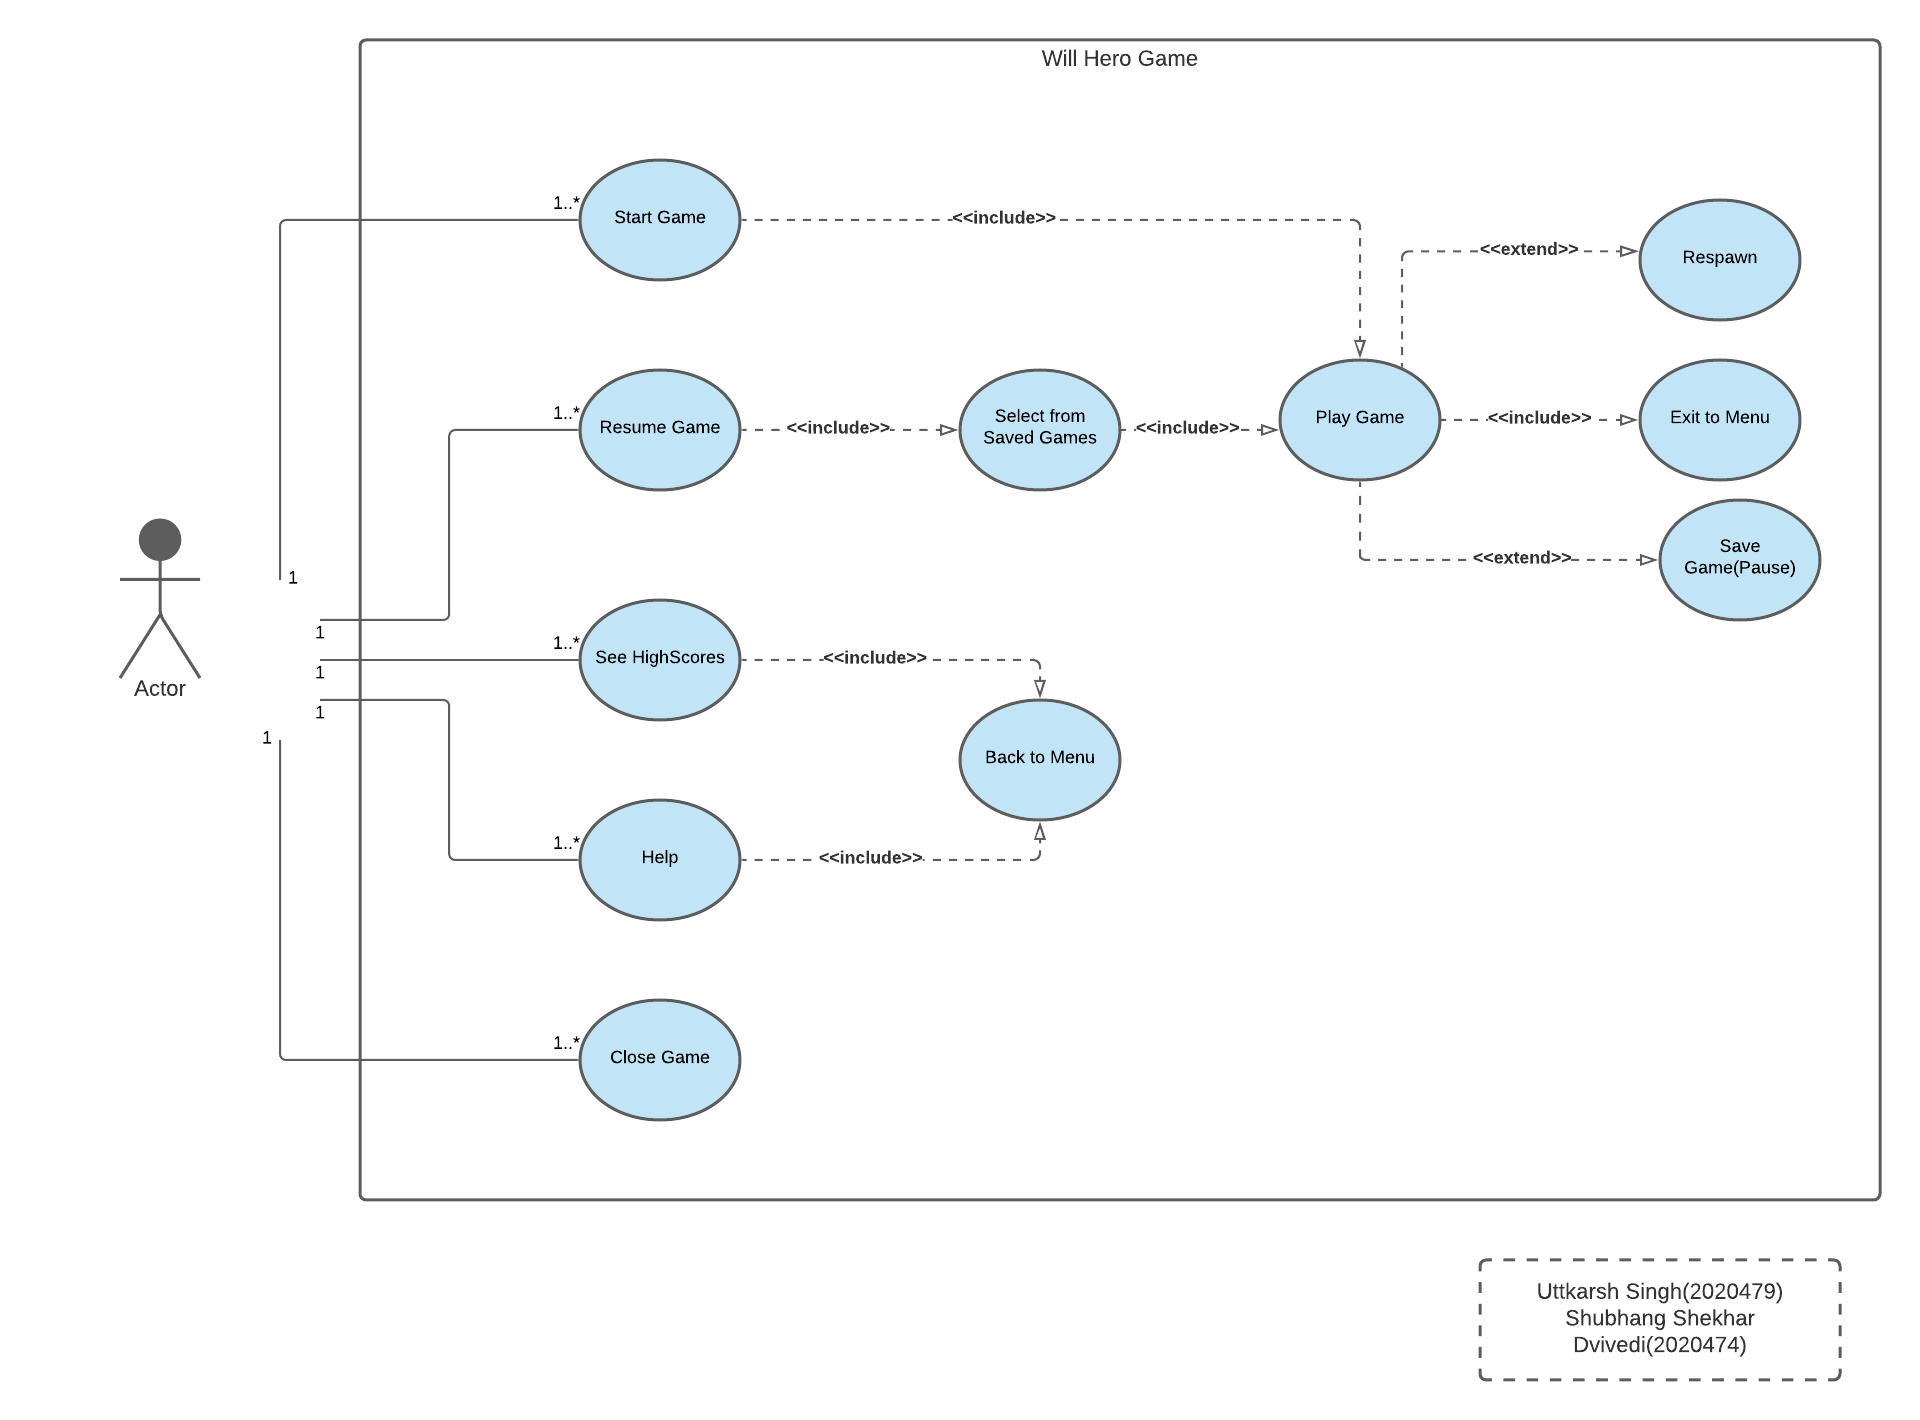 Will Hero Game
1..*
Start Game
<<include>>
<<extend>>
Respawn
1..*
Resume Game
<<include>>
Select from
Saved Games
<<include>>
Play Game
<<include>>
Exit to Menu
<<extend>>
Save
Game(Pause)
Actor
1
1
1
1
1
1..*
See HighScores
<<include>>
Back to Menu
1..*
Help
<<include>>
1..*
Close Game
Uttkarsh Singh(2020479)
Shubhang Shekhar
Dvivedi(2020474)